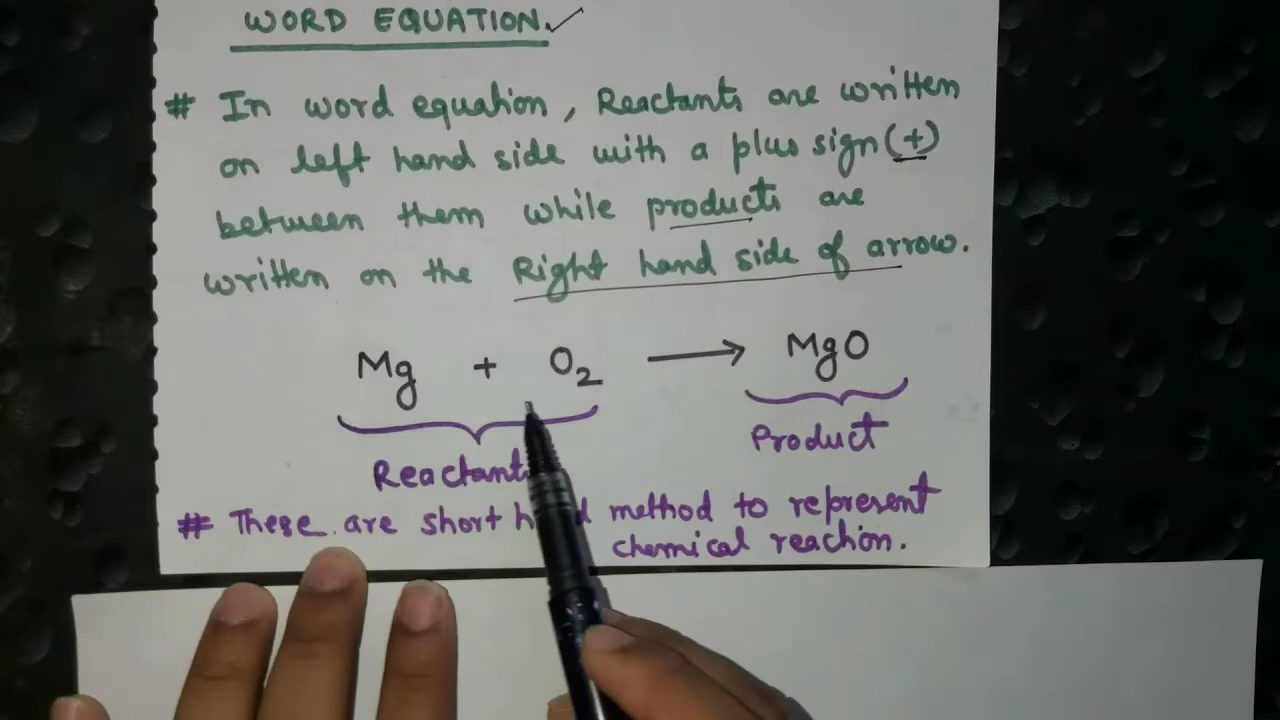 WORD EQUATION.✓
# In word equation, Reactants are written
on left hand side with a plus sign (+)
between them while products are
written on the Right hand side of arrow.
Mg + O2 → MgO
Reactant Product
# These are short method to represent
chemical reaction.